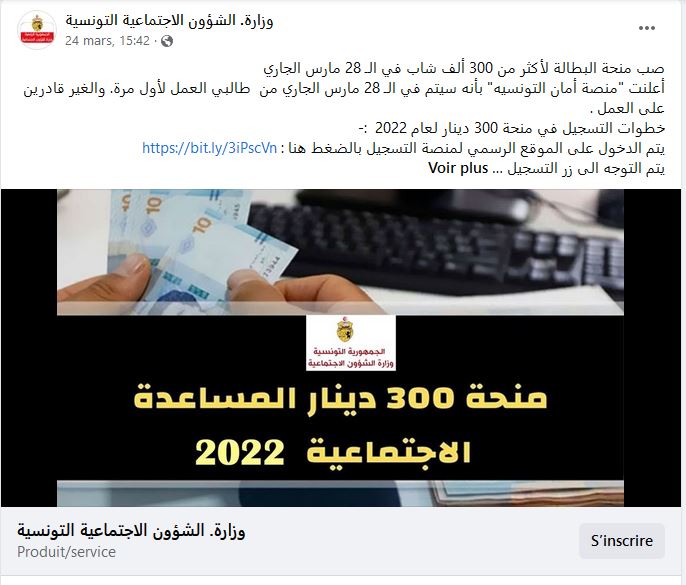 وزارة. الشؤون الاجتماعية التونسية
24 mars, 15:42 ·
صب منحة البطالة لأكثر من 300 ألف شاب في الـ 28 مارس الجاري
أعلنت "منصة أمان التونسيه" بأنه سيتم في الـ 28 مارس الجاري من طالبي العمل لأول مرة. والغير قادرين
على العمل .
خطوات التسجيل في منحة 300 دينار لعام 2022 :-
يتم الدخول على الموقع الرسمي لمنصة التسجيل بالضغط هنا : https://bit.ly/3iPscVn
يتم التوجه الى زر التسجيل ... Voir plus
10
10
الجمهورية التونسية
وزارة الشؤون الاجتماعية
منحة 300 دينار المساعدة
الاجتماعية 2022
وزارة. الشؤون الاجتماعية التونسية
Produit/service
S'inscrire